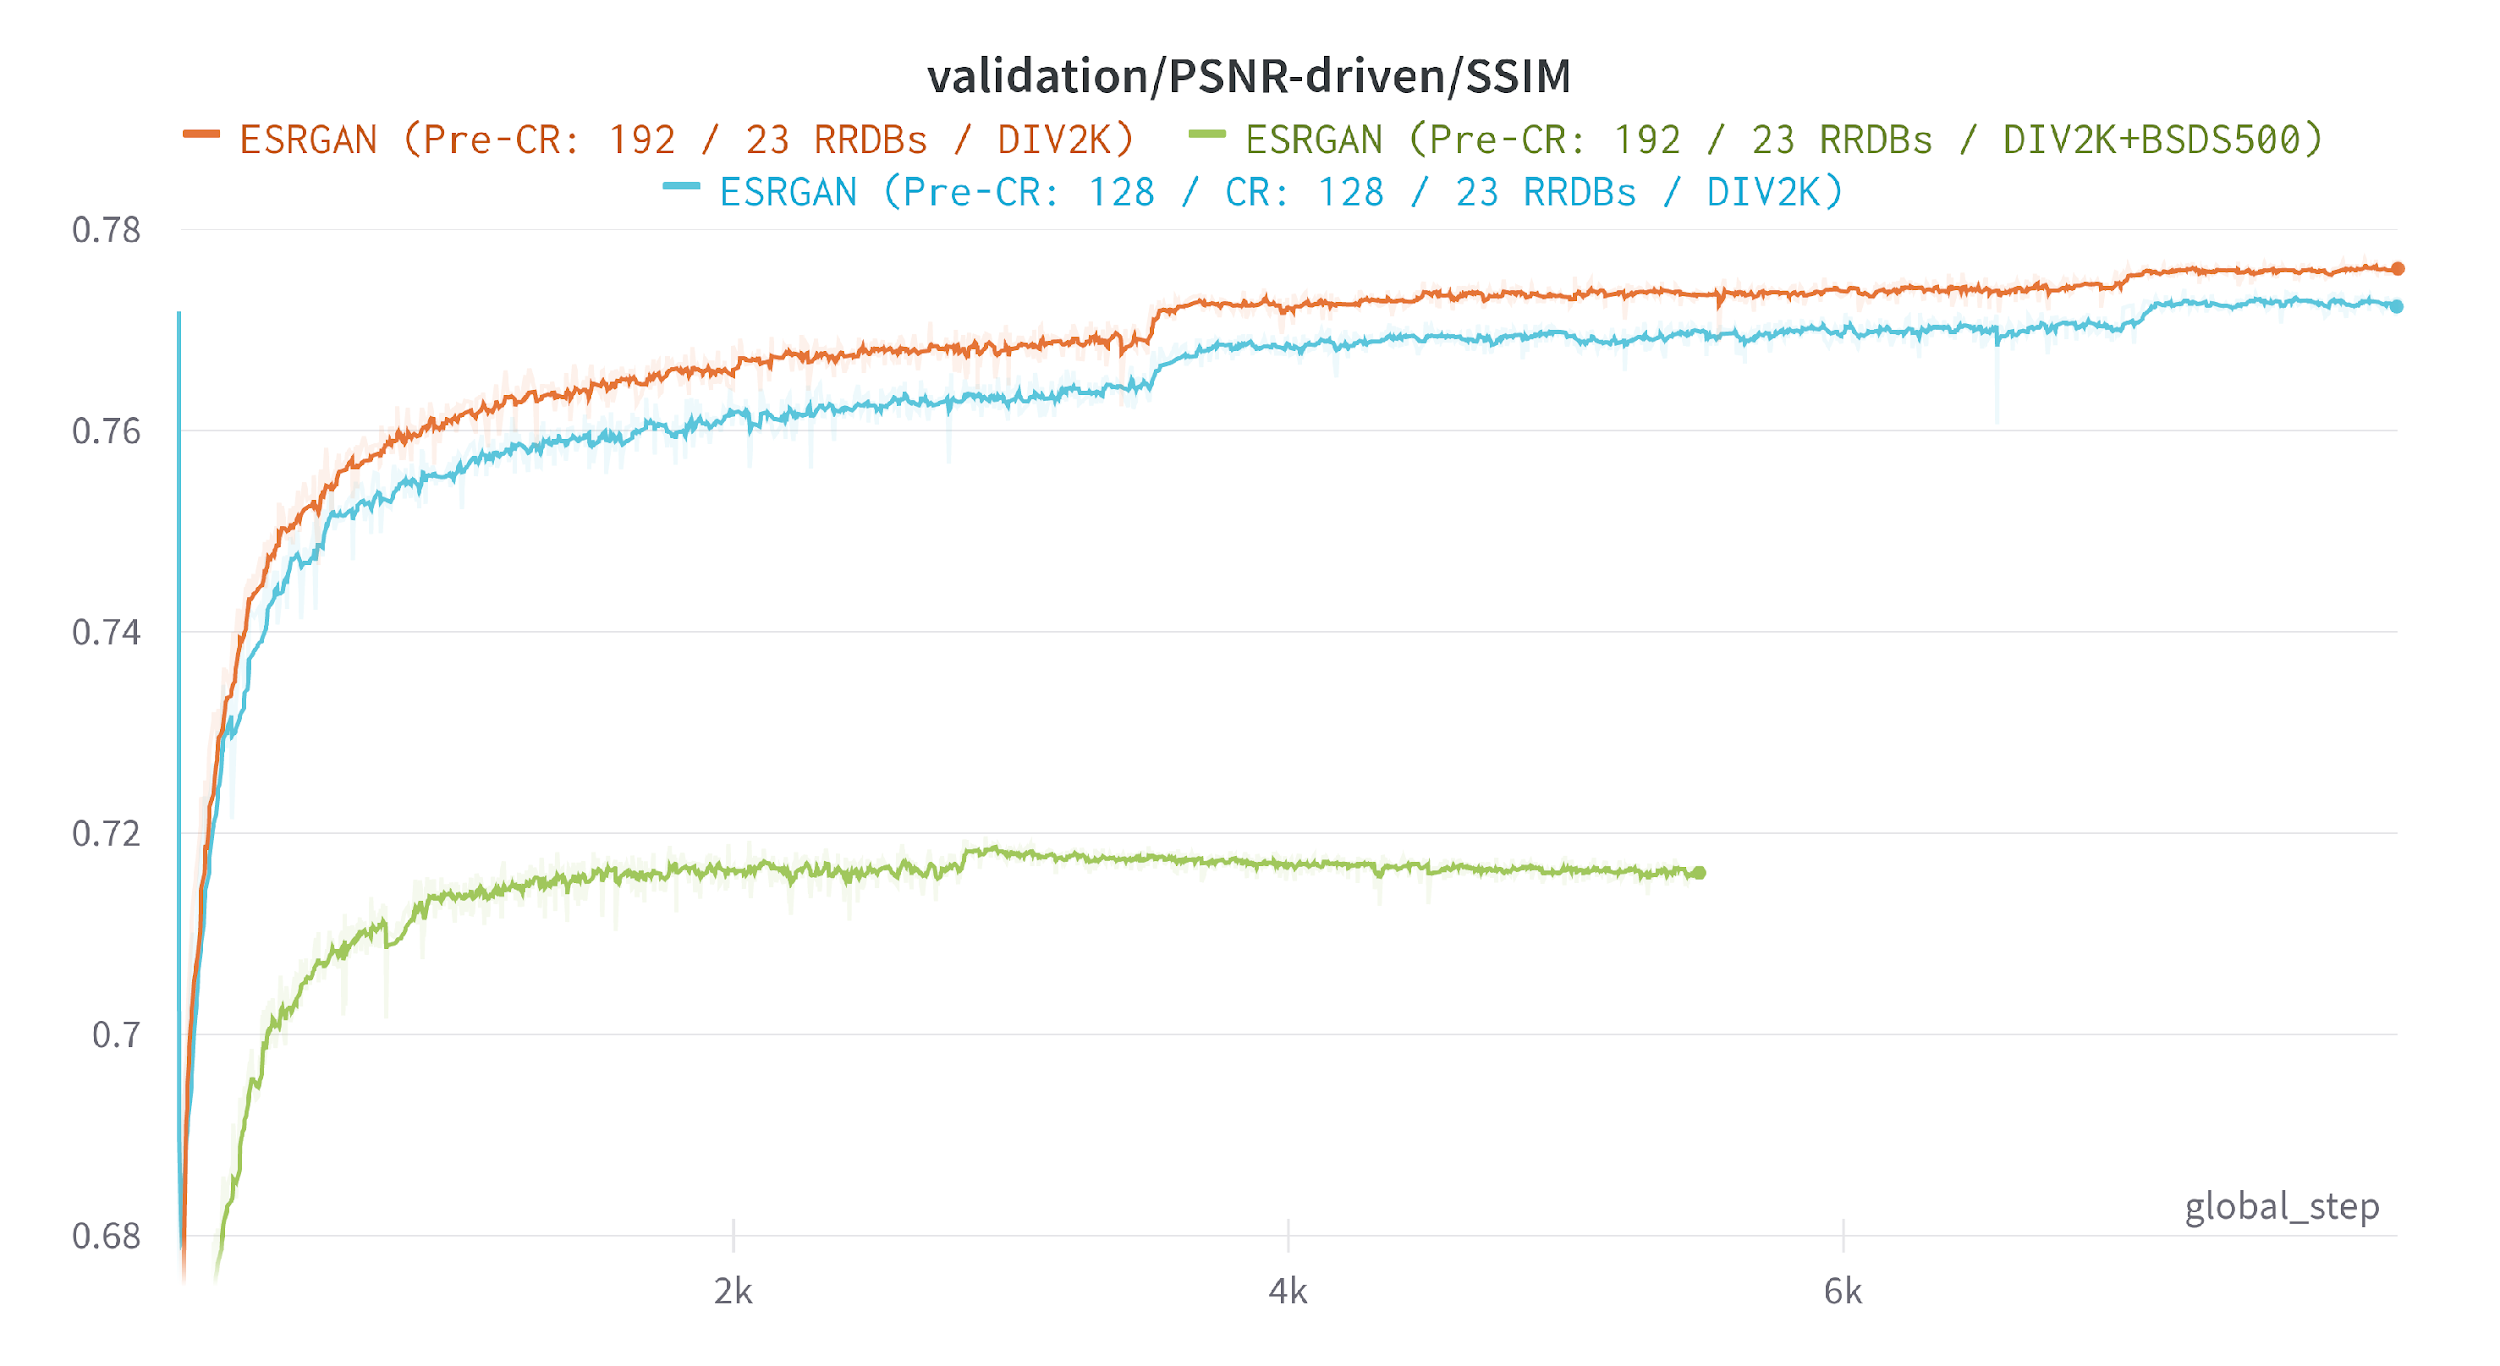 validation/PSNR-driven/SSIM
ESRGAN (Pre-CR: 192 / 23 RRDBs / DIV2K) ESRGAN (Pre-CR: 192 / 23 RRDBs / DIV2K+BSDS500)
ESRGAN (Pre-CR: 128 / CR: 128 / 23 RRDBs / DIV2K)
0.78
0.76
0.74
0.72
0.7
0.68
global_step
2k 4k 6k